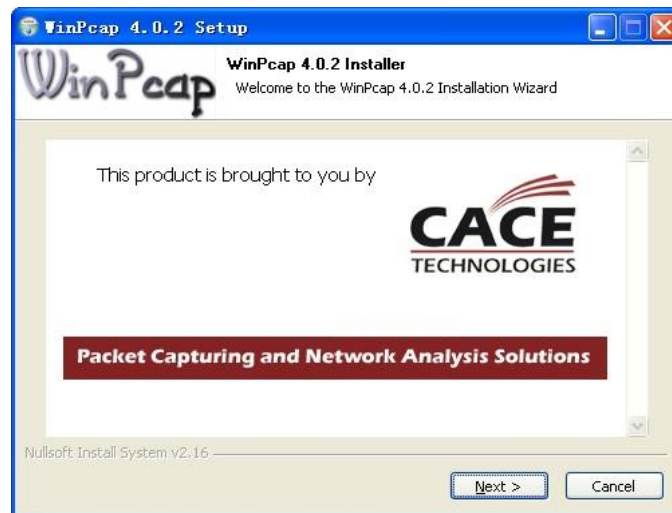 WinPcap 4.0.2 Setup
WinPcap
WinPcap 4.0.2 Installer
Welcome to the WinPcap 4.0.2 Installation Wizard
This product is brought to you by
CACE
TECHNOLOGIES
Packet Capturing and Network Analysis Solutions
Nullsoft Install System v2.16
Next >
Cancel